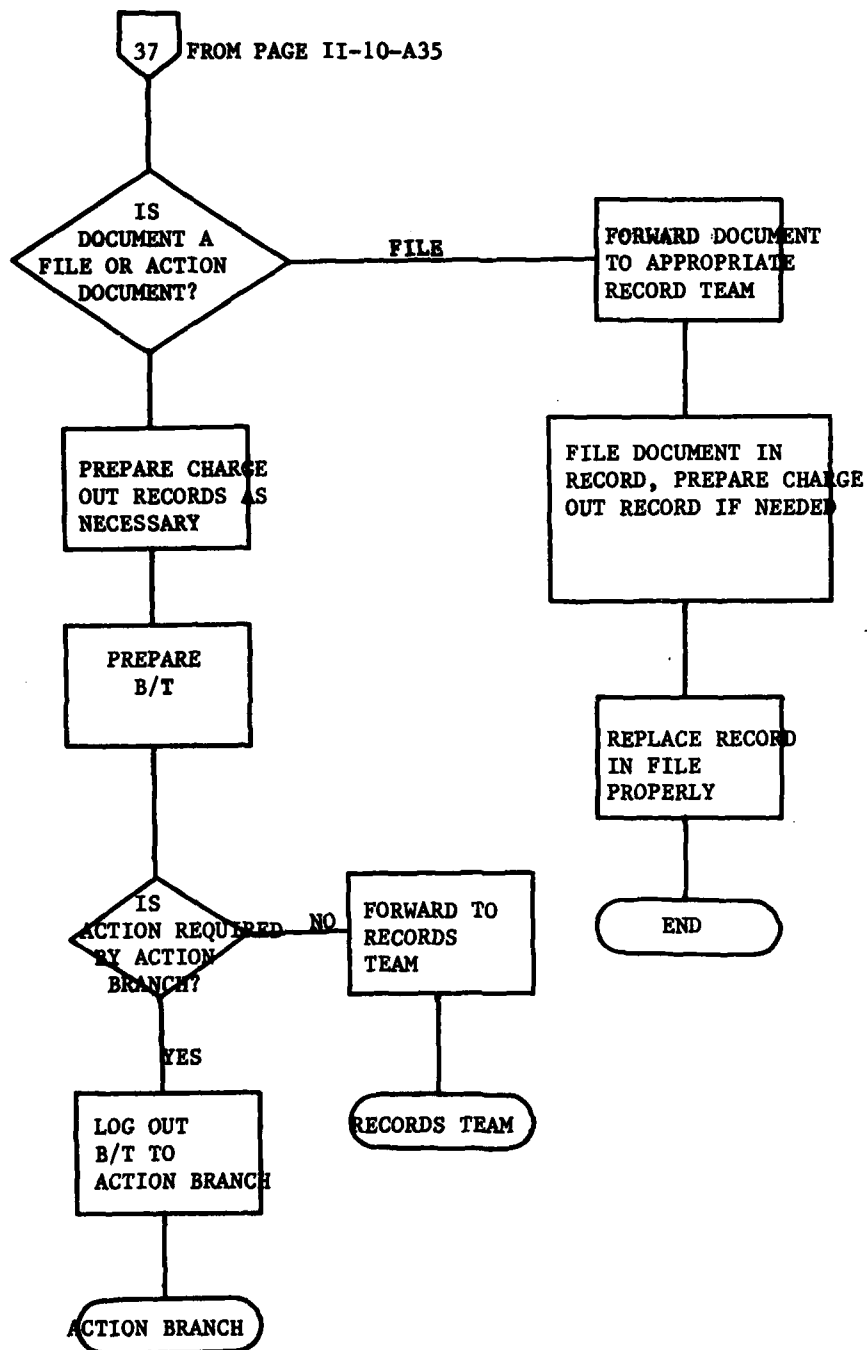 37 FROM PAGE II-10-A35
IS
DOCUMENT A
FILE OR ACTION
DOCUMENT?
FILE
FORWARD DOCUMENT
TO APPROPRIATE
RECORD TEAM
PREPARE CHARGE
OUT RECORDS AS
NECESSARY
FILE DOCUMENT IN
RECORD, PREPARE CHARGE
OUT RECORD IF NEEDED
PREPARE
B/T
REPLACE RECORD
IN FILE
PROPERLY
IS
ACTION REQUIRED
BY ACTION
BRANCH?
NO
FORWARD TO
RECORDS
TEAM
END
YES
LOG OUT
B/T TO
ACTION BRANCH
RECORDS TEAM
ACTION BRANCH